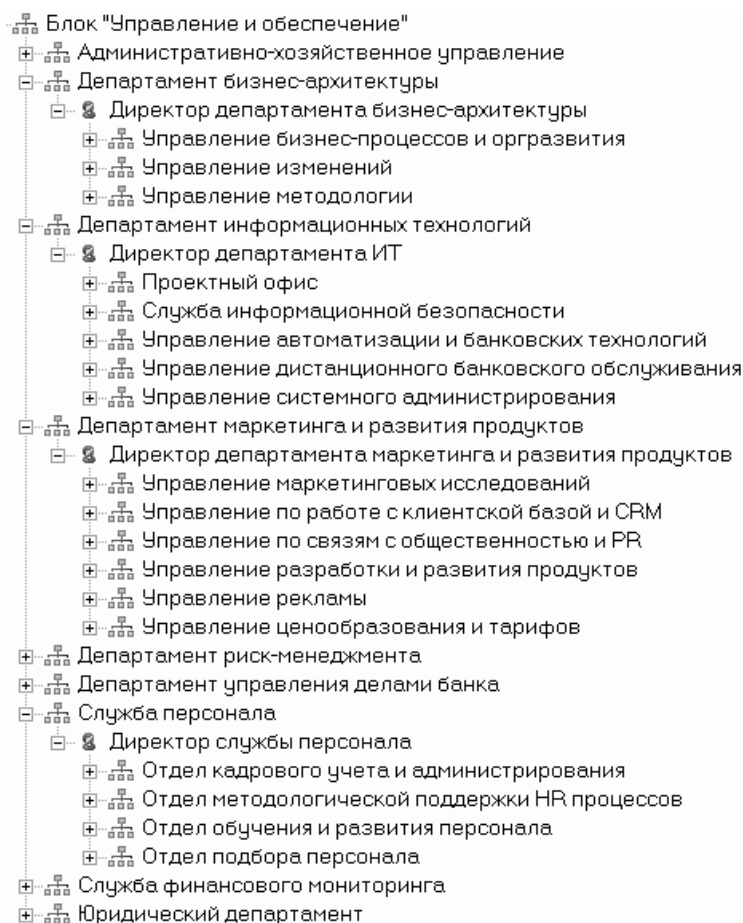 Блок "Управление и обеспечение"
Административно-хозяйственное управление
Департамент бизнес-архитектуры
Директор департамента бизнес-архитектуры
Управление бизнес-процессов и оргразвития
Управление изменений
Управление методологии
Департамент информационных технологий
Директор департамента ИТ
Проектный офис
Служба информационной безопасности
Управление автоматизации и банковских технологий
Управление дистанционного банковского обслуживания
Управление системного администрирования
Департамент маркетинга и развития продуктов
Директор департамента маркетинга и развития продуктов
Управление маркетинговых исследований
Управление по работе с клиентской базой и CRM
Управление по связям с общественностью и PR
Управление разработки и развития продуктов
Управление рекламы
Управление ценообразования и тарифов
Департамент риск-менеджмента
Департамент управления делами банка
Служба персонала
Директор службы персонала
Отдел кадрового учета и администрирования
Отдел методологической поддержки HR процессов
Отдел обучения и развития персонала
Отдел подбора персонала
Служба финансового мониторинга
Юридический департамент